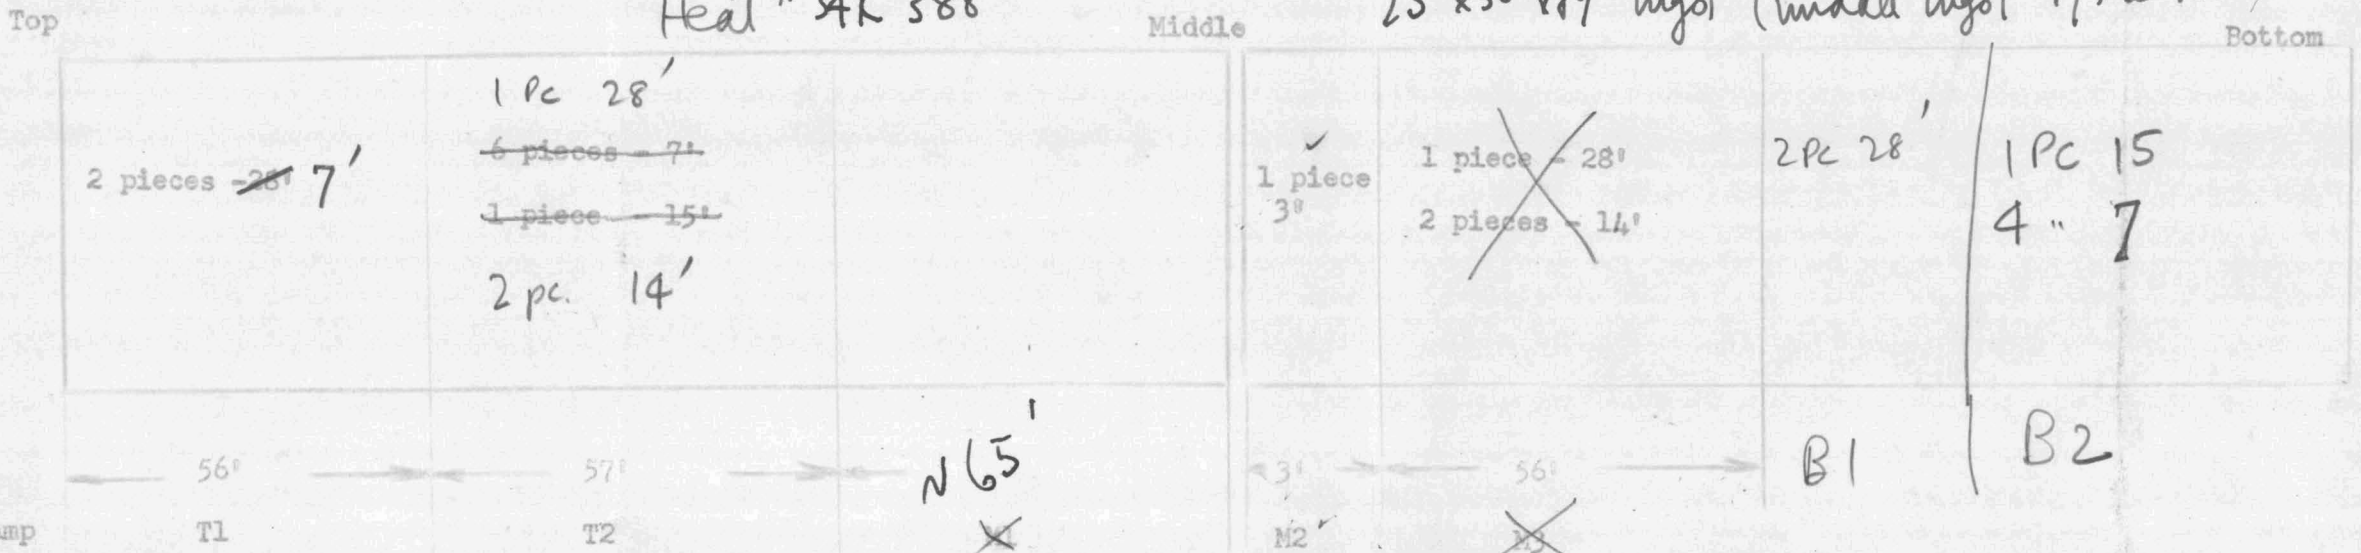 Top
Heat
Middle
Bottom
1 Pc 28'
2 pieces -28' 7'
6 pieces - 7'
1 piece - 15'
2 pc. 14'
1 piece
3'
1 piece - 28'
2 pieces - 14'
2 Pc 28'
1 Pc 15
4 " 7
56'
57'
N 65'
3'
56'
B1
B2
T1
T2
M1
M2
M3